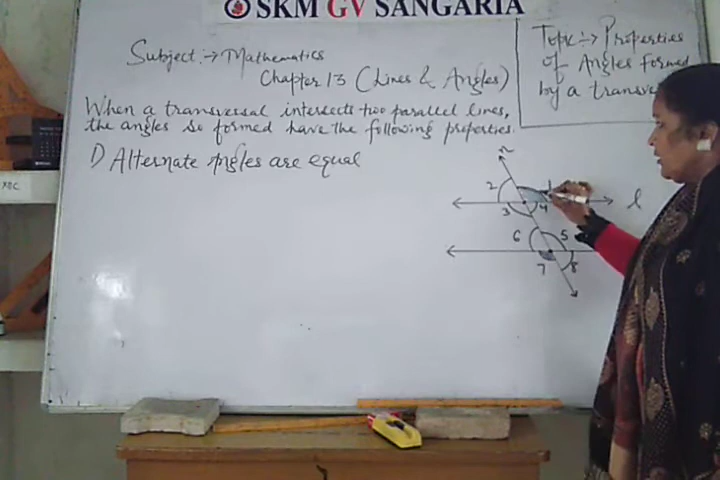 SKM GV SANGARIA
Subject :→ Mathematics
Chapter 13 (Lines & Angles)
Topic :→ Properties
of Angles formed
by a transve
When a transversal intersects two parallel lines,
the angles so formed have the following properties.
1) Alternate Angles are equal
n
2 1
3 4
l
6 5
7 8